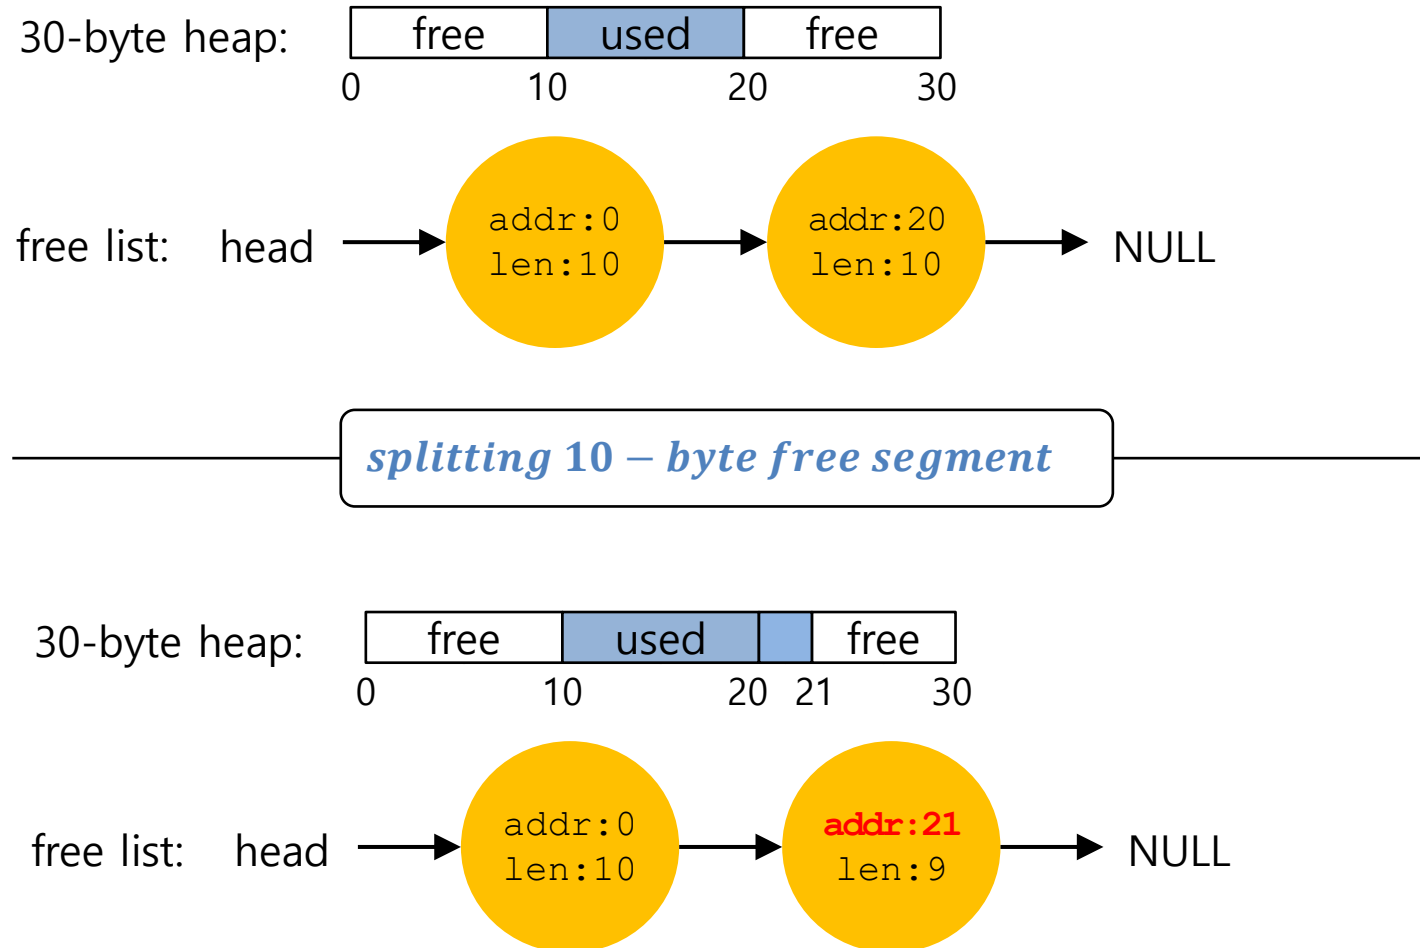 30-byte heap: free used free
0 10 20 30
free list: head addr:0 len:10 addr:20 len:10 NULL
splitting 10 − byte free segment
30-byte heap: free used free
0 10 20 21 30
free list: head addr:0 len:10 addr:21 len:9 NULL